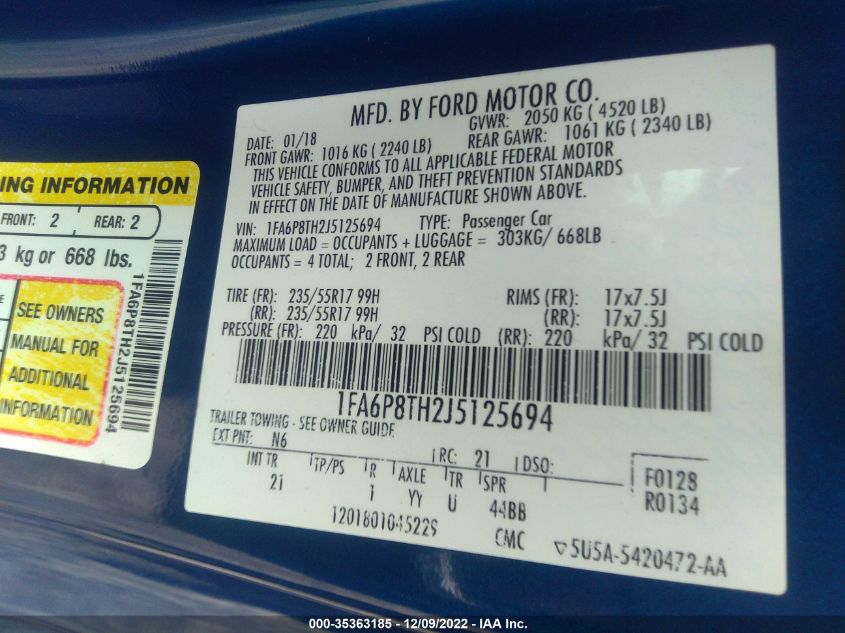 ING INFORMATION
FRONT: 2 REAR: 2
3 kg or 668 lbs.
SEE OWNERS
MANUAL FOR
ADDITIONAL
INFORMATION
1FA6P8TH2J5125694
MFD. BY FORD MOTOR CO.
DATE: 01/18 GVWR: 2050 KG ( 4520 LB)
FRONT GAWR: 1016 KG ( 2240 LB) REAR GAWR: 1061 KG ( 2340 LB)
THIS VEHICLE CONFORMS TO ALL APPLICABLE FEDERAL MOTOR
VEHICLE SAFETY, BUMPER, AND THEFT PREVENTION STANDARDS
IN EFFECT ON THE DATE OF MANUFACTURE SHOWN ABOVE.
VIN: 1FA6P8TH2J5125694 TYPE: Passenger Car
MAXIMUM LOAD = OCCUPANTS + LUGGAGE = 303KG/ 668LB
OCCUPANTS = 4 TOTAL; 2 FRONT, 2 REAR
TIRE (FR): 235/55R17 99H RIMS (FR): 17x7.5J
(RR): 235/55R17 99H (RR): 17x7.5J
PRESSURE (FR): 220 kPa/ 32 PSI COLD (RR): 220 kPa/ 32 PSI COLD
1FA6P8TH2J5125694
TRAILER TOWING - SEE OWNER GUIDE
EXT PNT: N6 RC: 21 DSO:
INT TR TP/PS R AXLE TR SPR F0128
2i 1 YY U 44BB R0134
1201801045229 CMC 5U5A-5420472-AA
000-35363185 - 12/09/2022 - IAA Inc.